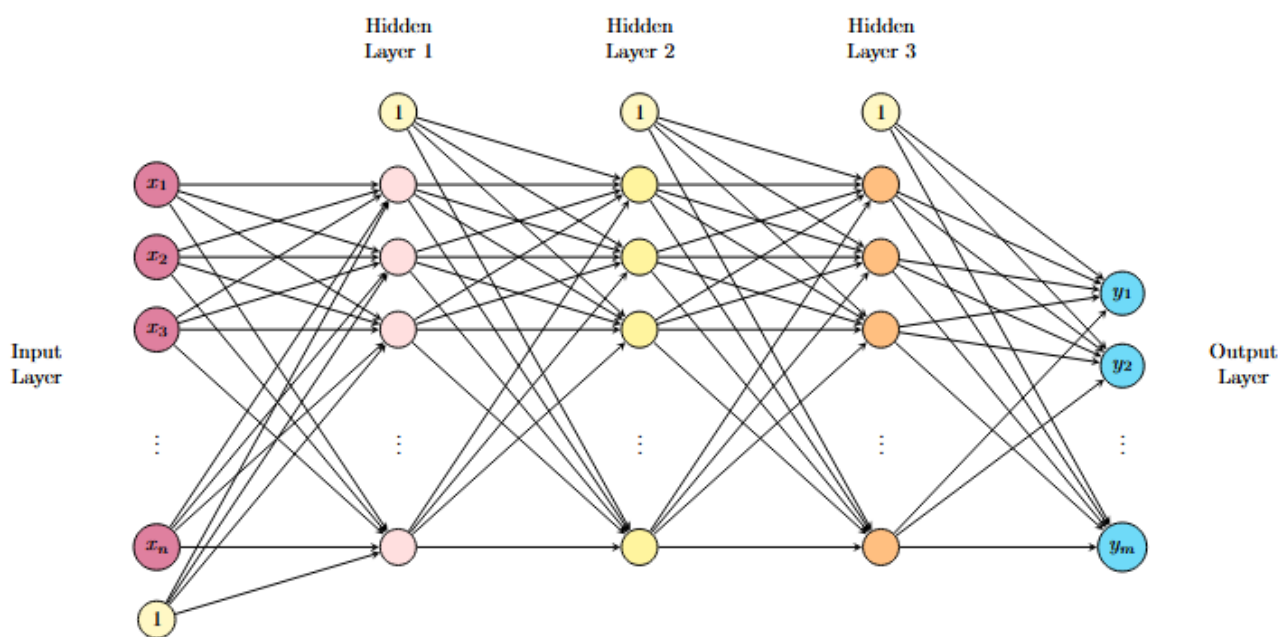 Hidden
Layer 1
Hidden
Layer 2
Hidden
Layer 3
1
1
1
x₁
x₂
x₃
⋮
xₙ
1
Input
Layer
⋮
⋮
⋮
y₁
y₂
⋮
yₘ
Output
Layer